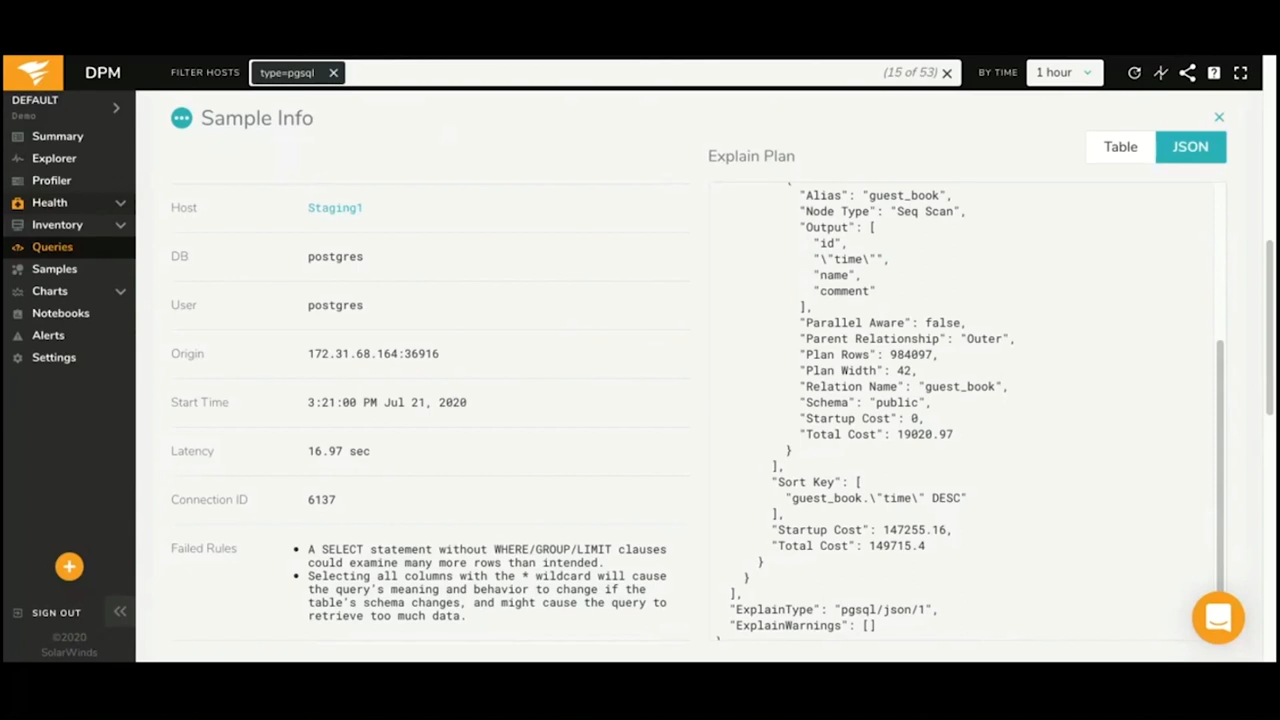 DPM
FILTER HOSTS
type=pgsql
(15 of 53)
BY TIME
1 hour
DEFAULT
Demo
Summary
Explorer
Profiler
Health
Inventory
Queries
Samples
Charts
Notebooks
Alerts
Settings
SIGN OUT
©2020
SolarWinds
Sample Info
Host
Staging1
DB
postgres
User
postgres
Origin
172.31.68.164:36916
Start Time
3:21:00 PM Jul 21, 2020
Latency
16.97 sec
Connection ID
6137
Failed Rules
• A SELECT statement without WHERE/GROUP/LIMIT clauses
could examine many more rows than intended.
• Selecting all columns with the * wildcard will cause
the query's meaning and behavior to change if the
table's schema changes, and might cause the query to
retrieve too much data.
Explain Plan
Table
JSON
"Alias": "guest_book",
"Node Type": "Seq Scan",
"Output": [
"id",
"\"time\"",
"name",
"comment"
],
"Parallel Aware": false,
"Parent Relationship": "Outer",
"Plan Rows": 984097,
"Plan Width": 42,
"Relation Name": "guest_book",
"Schema": "public",
"Startup Cost": 0,
"Total Cost": 19020.97
}
],
"Sort Key": [
"guest_book.\"time\" DESC"
],
"Startup Cost": 147255.16,
"Total Cost": 149715.4
}
}
],
"ExplainType": "pgsql/json/1",
"ExplainWarnings": []